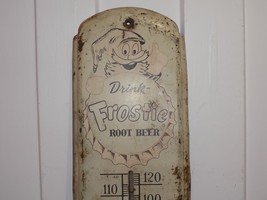 Drink-
Frostie
ROOT BEER
120
110
100